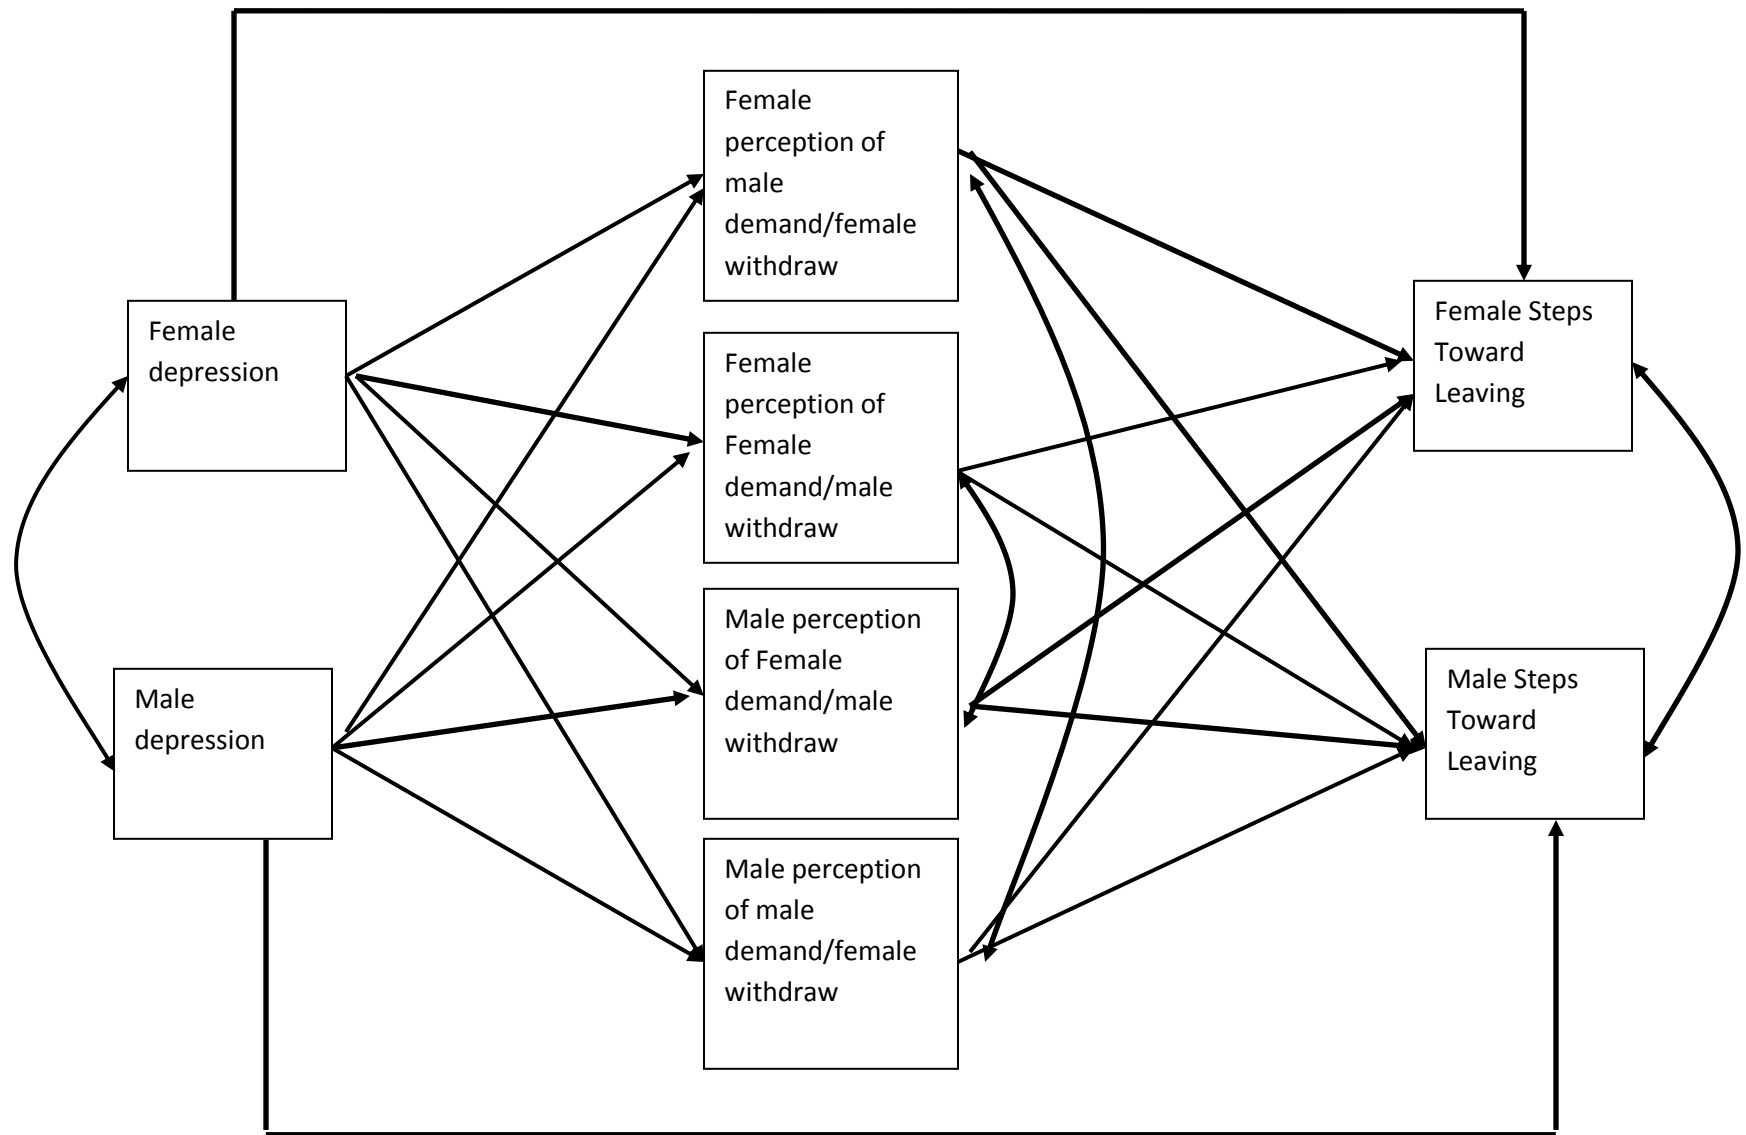 Female
perception of
male
demand/female
withdraw
Female
depression
Female Steps
Toward
Leaving
Female
perception of
Female
demand/male
withdraw
Male perception
of Female
demand/male
withdraw
Male
depression
Male Steps
Toward
Leaving
Male perception
of male
demand/female
withdraw